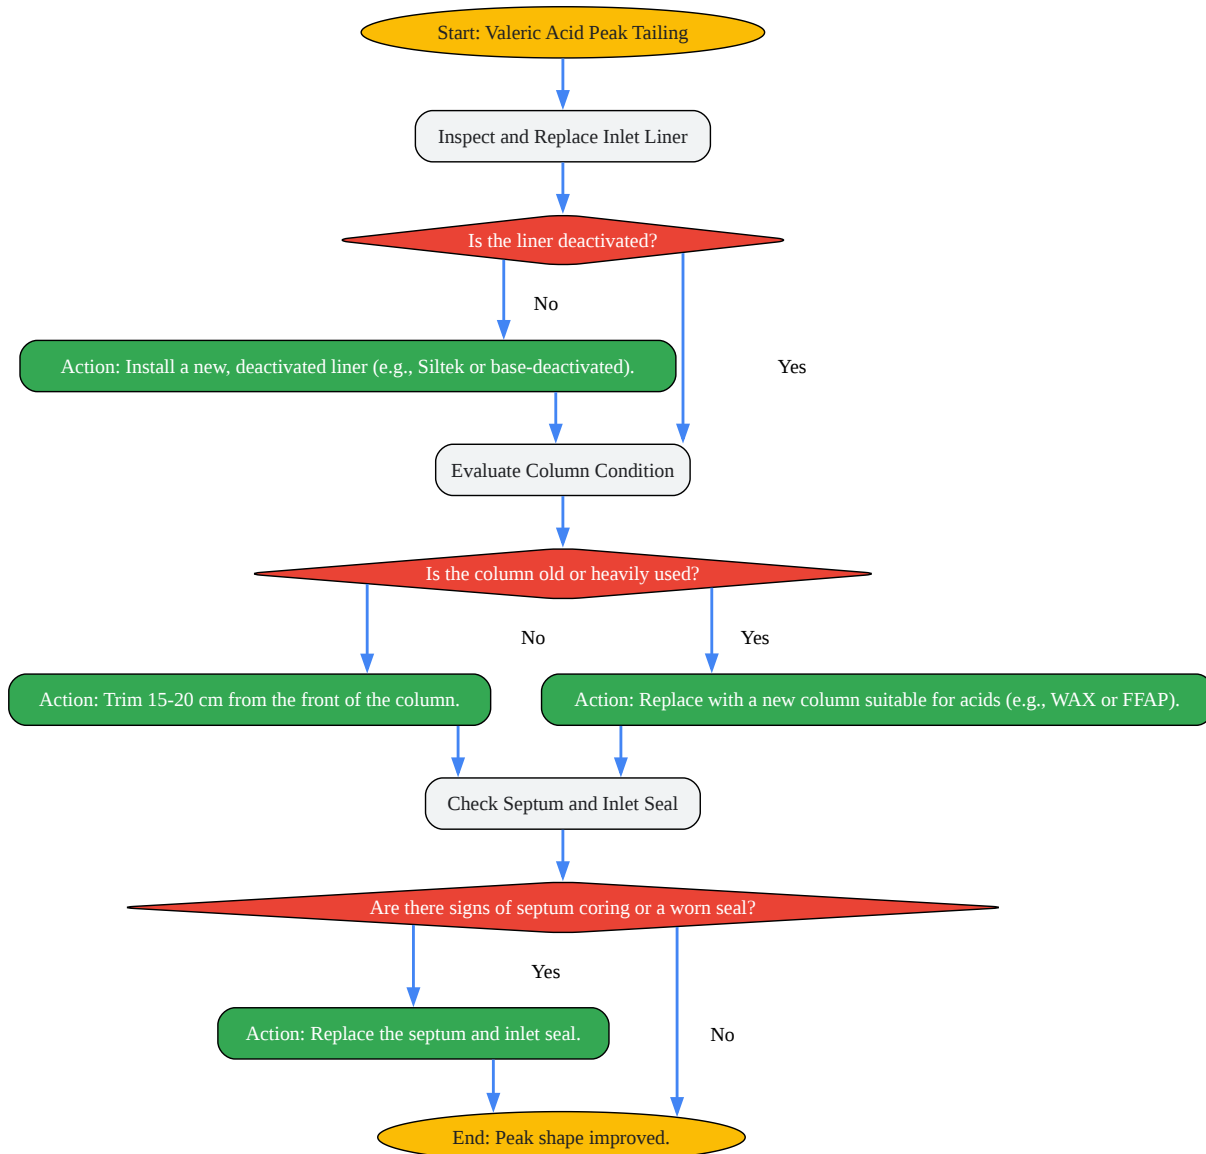 Start: Valeric Acid Peak Tailing
Inspect and Replace Inlet Liner
Is the liner deactivated?
No
Action: Install a new, deactivated liner (e.g., Siltek or base-deactivated).
Yes
Evaluate Column Condition
Is the column old or heavily used?
No
Yes
Action: Trim 15-20 cm from the front of the column.
Action: Replace with a new column suitable for acids (e.g., WAX or FFAP).
Check Septum and Inlet Seal
Are there signs of septum coring or a worn seal?
Yes
Action: Replace the septum and inlet seal.
No
End: Peak shape improved.